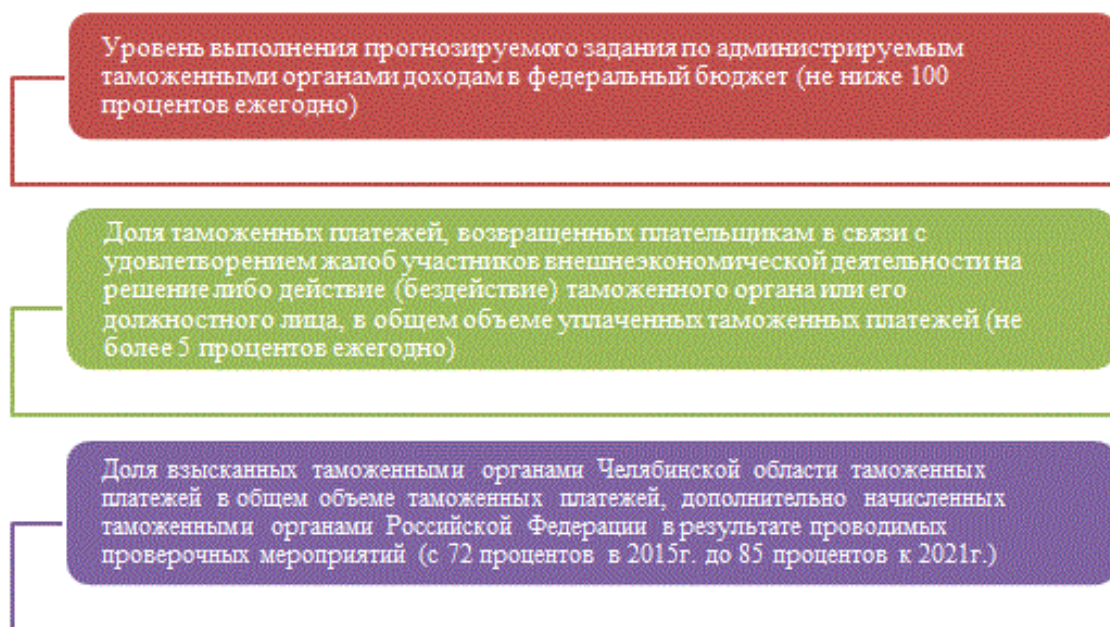 Уровень выполнения прогнозируемого задания по администрируемым
таможенными органами доходам в федеральный бюджет (не ниже 100
процентов ежегодно)
Доля таможенных платежей, возвращенных плательщикам в связи с
удовлетворением жалоб участников внешнеэкономической деятельности на
решение либо действие (бездействие) таможенного органа или его
должностного лица, в общем объеме уплаченных таможенных платежей (не
более 5 процентов ежегодно)
Доля взысканных таможенными органами Челябинской области таможенных
платежей в общем объеме таможенных платежей, дополнительно начисленных
таможенными органами Российской Федерации в результате проводимых
проверочных мероприятий (с 72 процентов в 2015г. до 85 процентов к 2021г.)